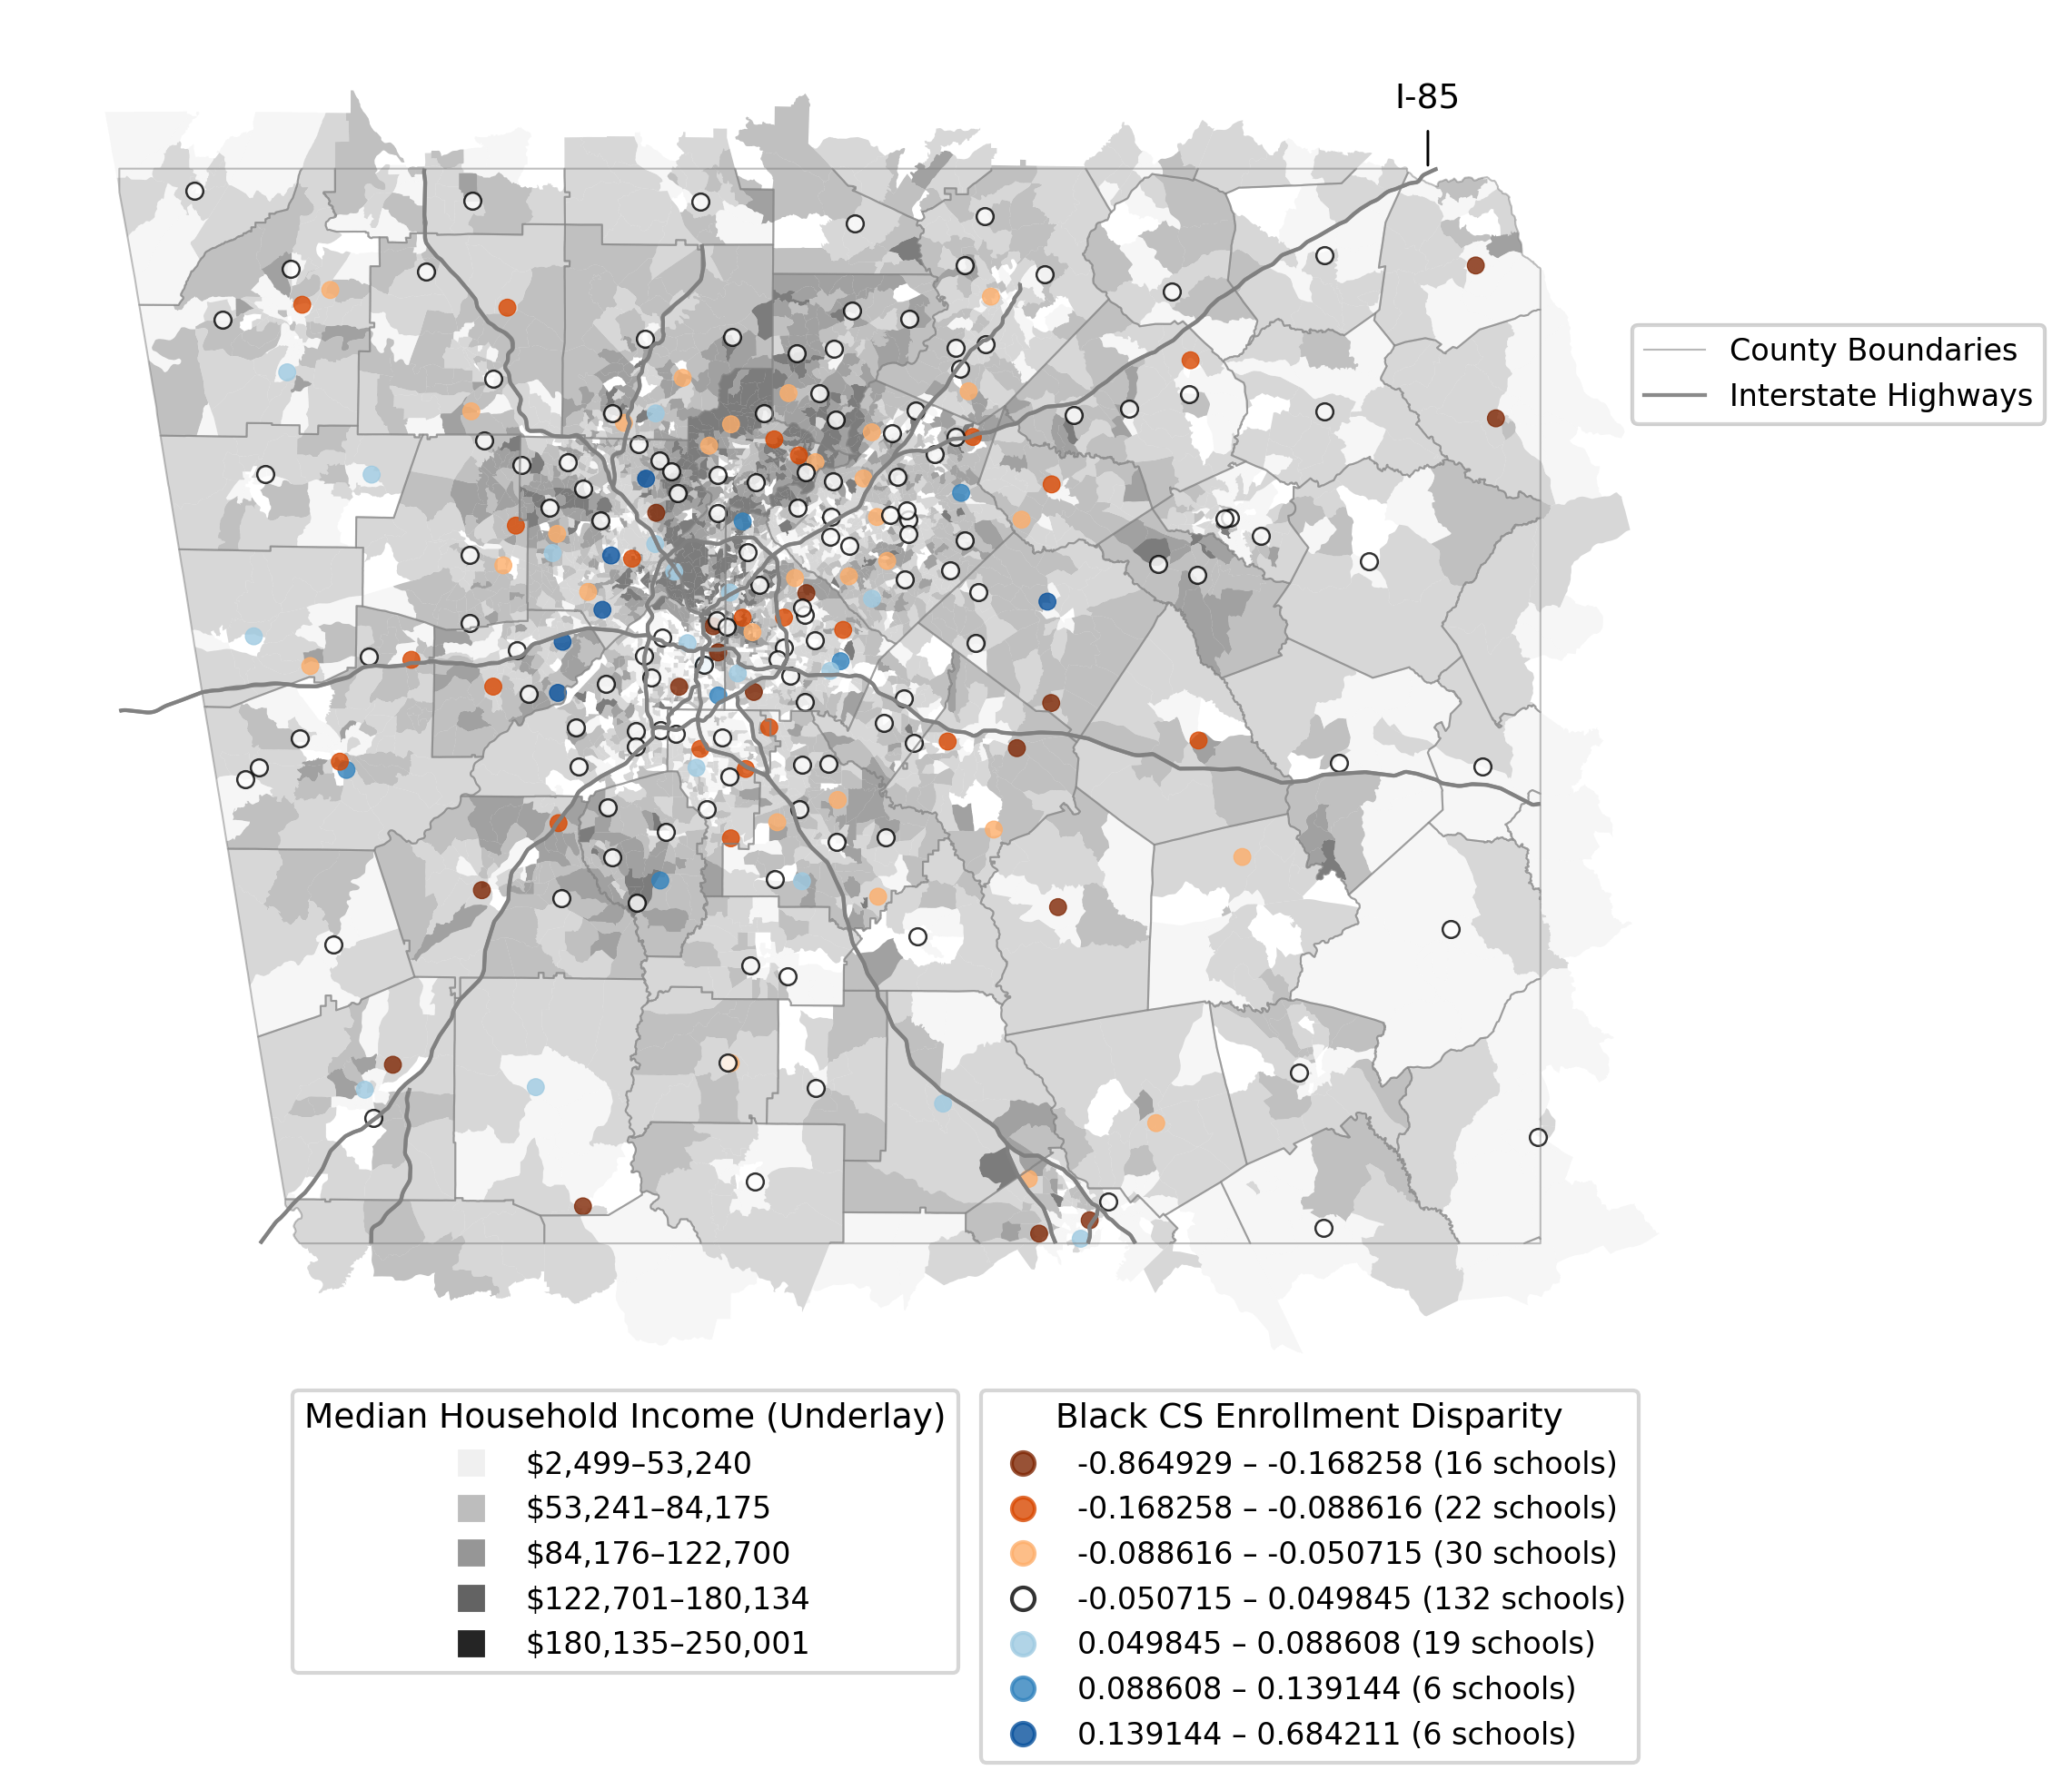 I-85
County Boundaries
Interstate Highways
Median Household Income (Underlay)
$2,499–53,240
$53,241–84,175
$84,176–122,700
$122,701–180,134
$180,135–250,001
Black CS Enrollment Disparity
-0.864929 – -0.168258 (16 schools)
-0.168258 – -0.088616 (22 schools)
-0.088616 – -0.050715 (30 schools)
-0.050715 – 0.049845 (132 schools)
0.049845 – 0.088608 (19 schools)
0.088608 – 0.139144 (6 schools)
0.139144 – 0.684211 (6 schools)